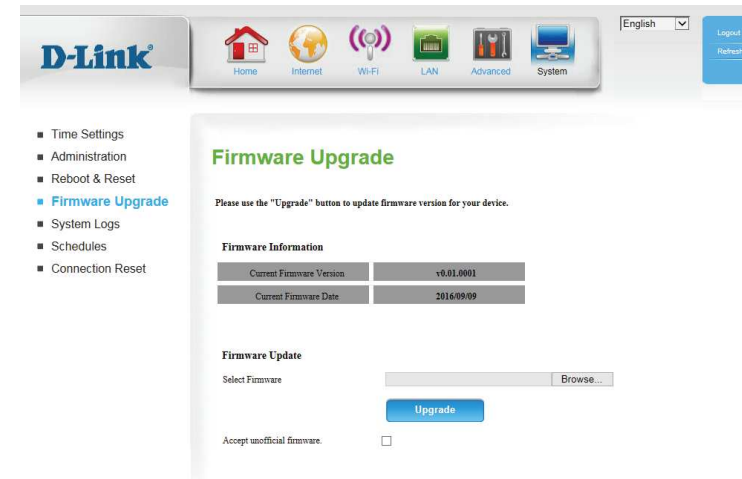 D-Link
Home
Internet
Wi-Fi
LAN
Advanced
System
English
Logout
Refresh
Time Settings
Administration
Reboot & Reset
Firmware Upgrade
System Logs
Schedules
Connection Reset
Firmware Upgrade
Please use the "Upgrade" button to update firmware version for your device.
Firmware Information
Current Firmware Version v0.01.0001
Current Firmware Date 2016/09/09
Firmware Update
Select Firmware Browse...
Upgrade
Accept unofficial firmware.